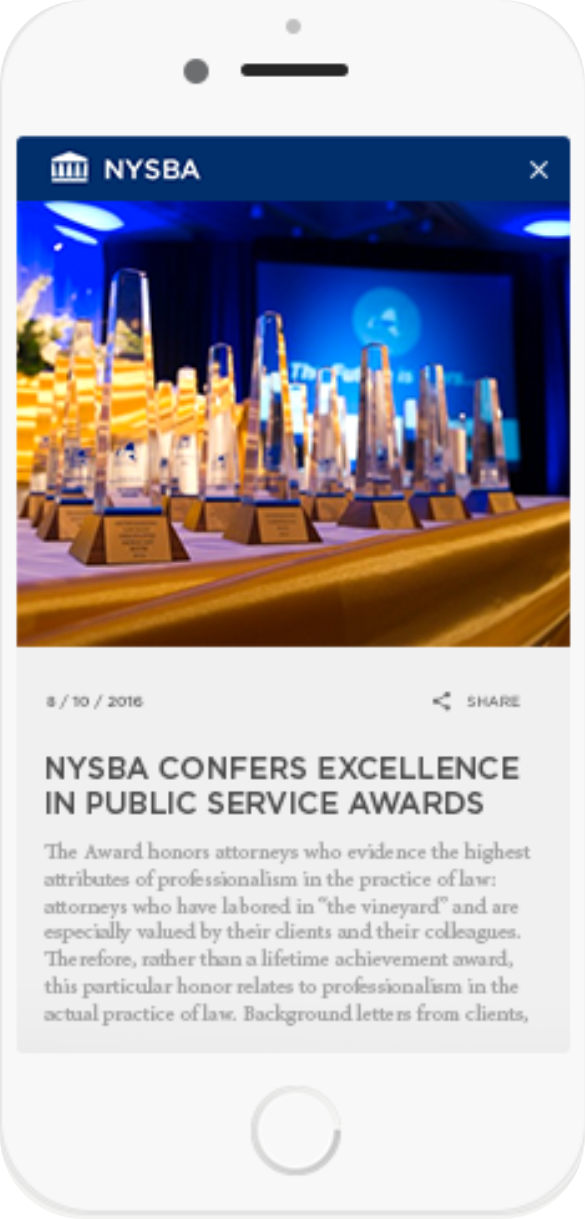 NYSBA
8 / 10 / 2016
SHARE
NYSBA CONFERS EXCELLENCE
IN PUBLIC SERVICE AWARDS
The Award honors attorneys who evidence the highest
attributes of professionalism in the practice of law:
attorneys who have labored in “the vineyard” and are
especially valued by their clients and their colleagues.
Therefore, rather than a lifetime achievement award,
this particular honor relates to professionalism in the
actual practice of law. Background letters from clients,